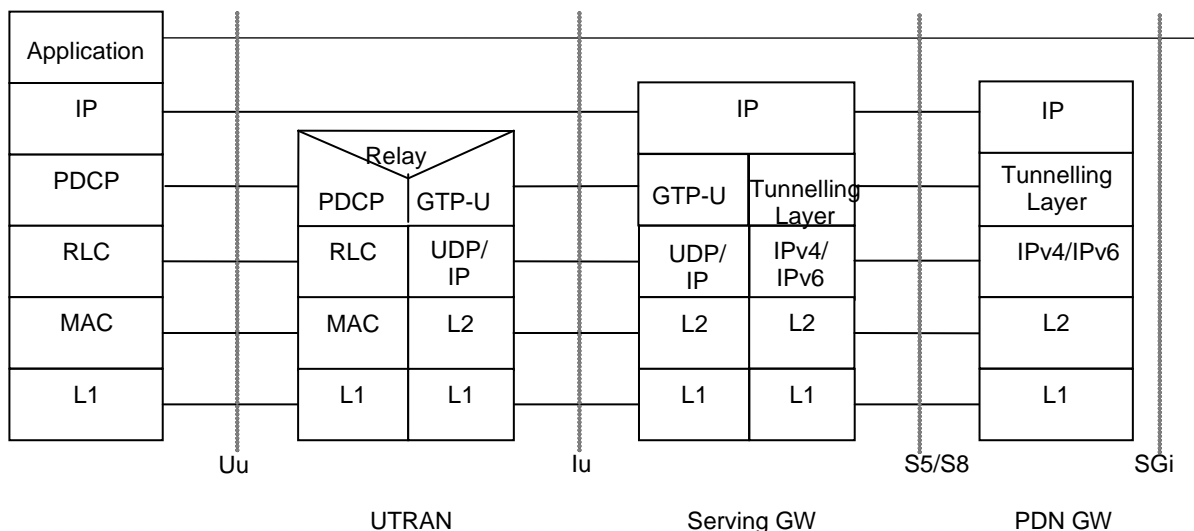 Application
IP
IP
IP
Relay
PDCP
PDCP
GTP-U
GTP-U
Tunnelling
Layer
Tunnelling
Layer
RLC
RLC
UDP/
IP
UDP/
IP
IPv4/
IPv6
IPv4/IPv6
MAC
MAC
L2
L2
L2
L2
L1
L1
L1
L1
L1
L1
Uu
Iu
S5/S8
SGi
UTRAN
Serving GW
PDN GW